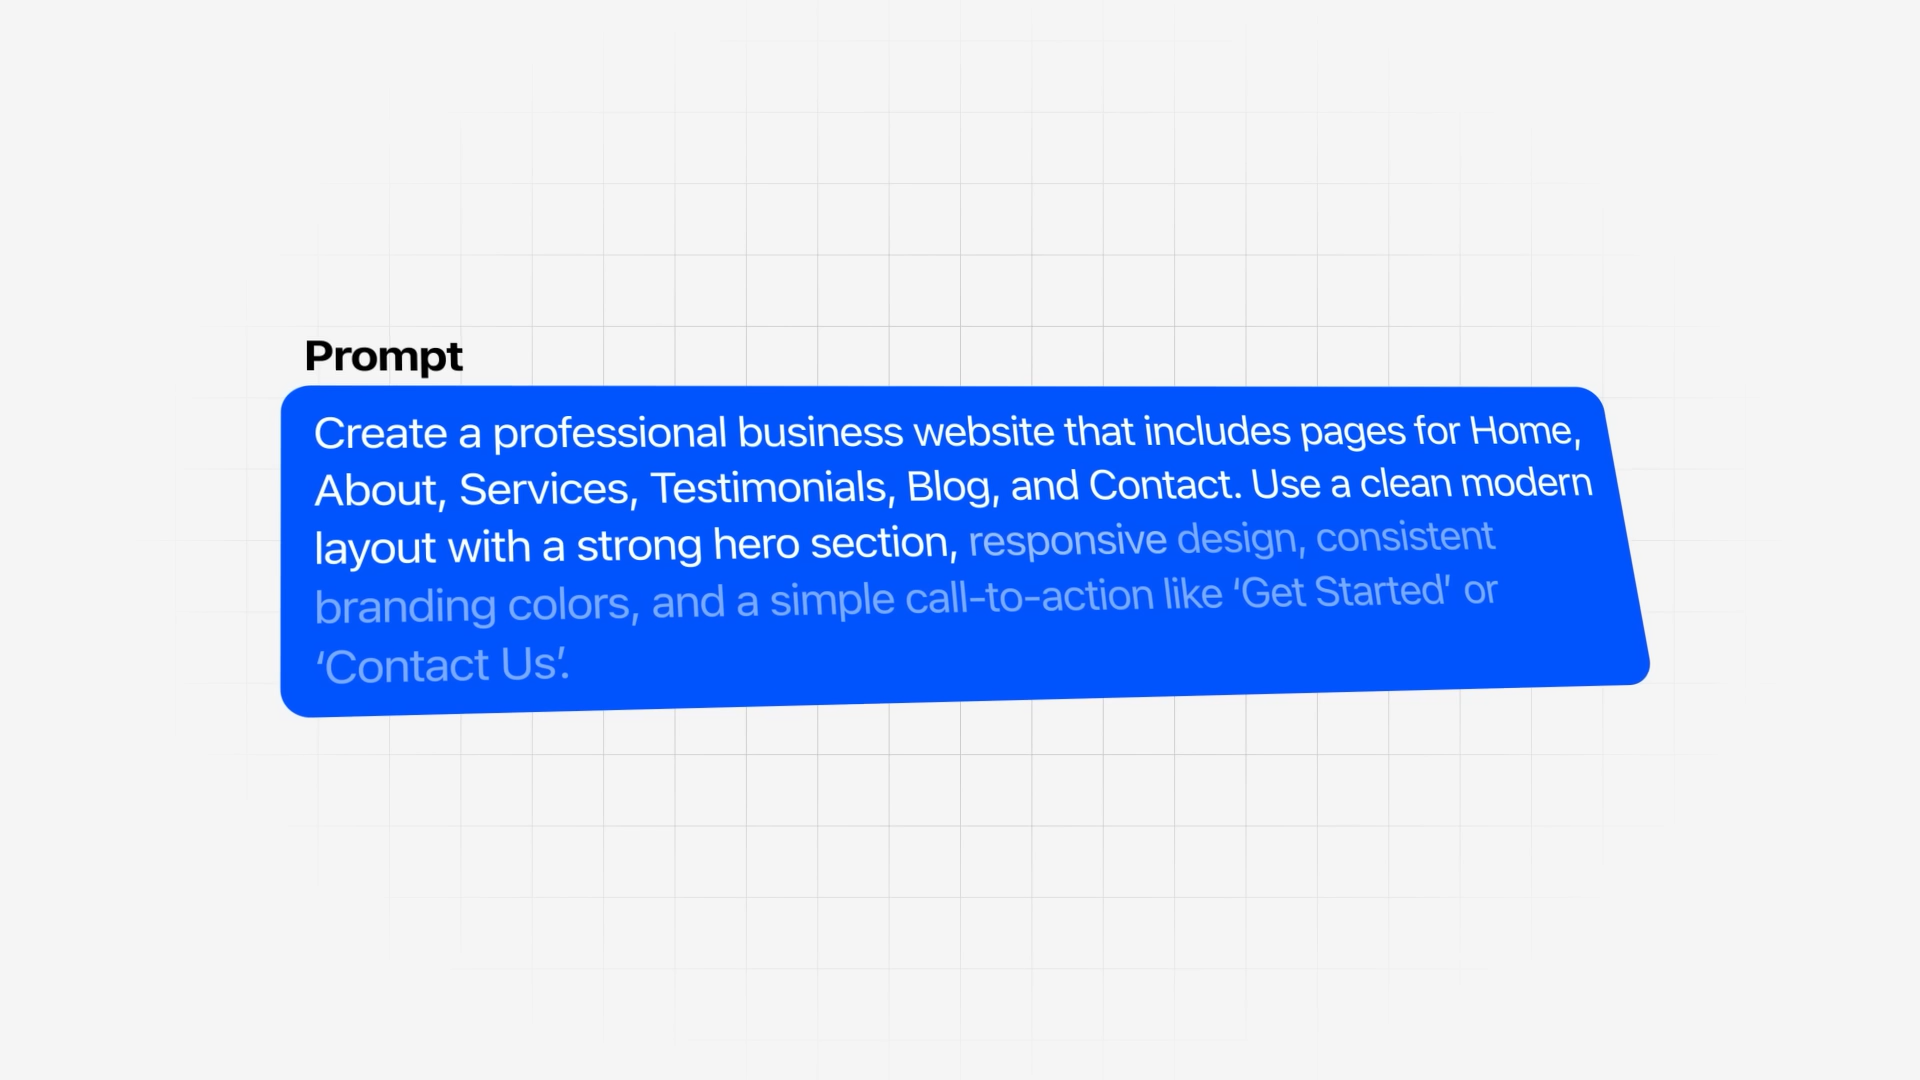 Prompt
Create a professional business website that includes pages for Home,
About, Services, Testimonials, Blog, and Contact. Use a clean modern
layout with a strong hero section, responsive design, consistent
branding colors, and a simple call-to-action like ‘Get Started’ or
‘Contact Us’.